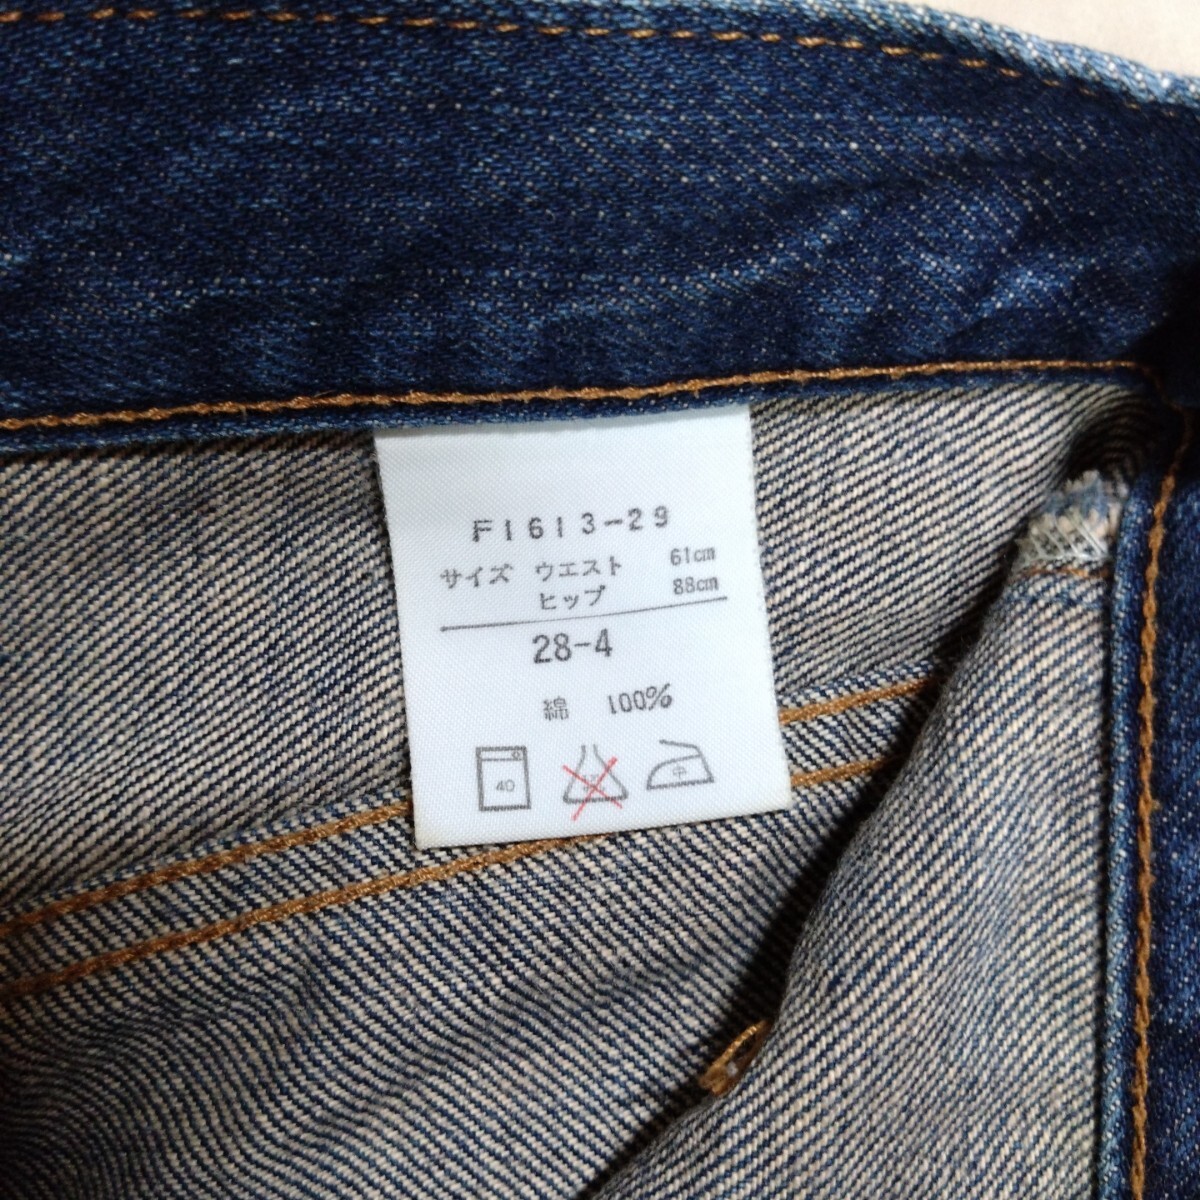 F1613-29
サイズ ウエスト 61cm
ヒップ 88cm
28-4
綿 100%
40
中